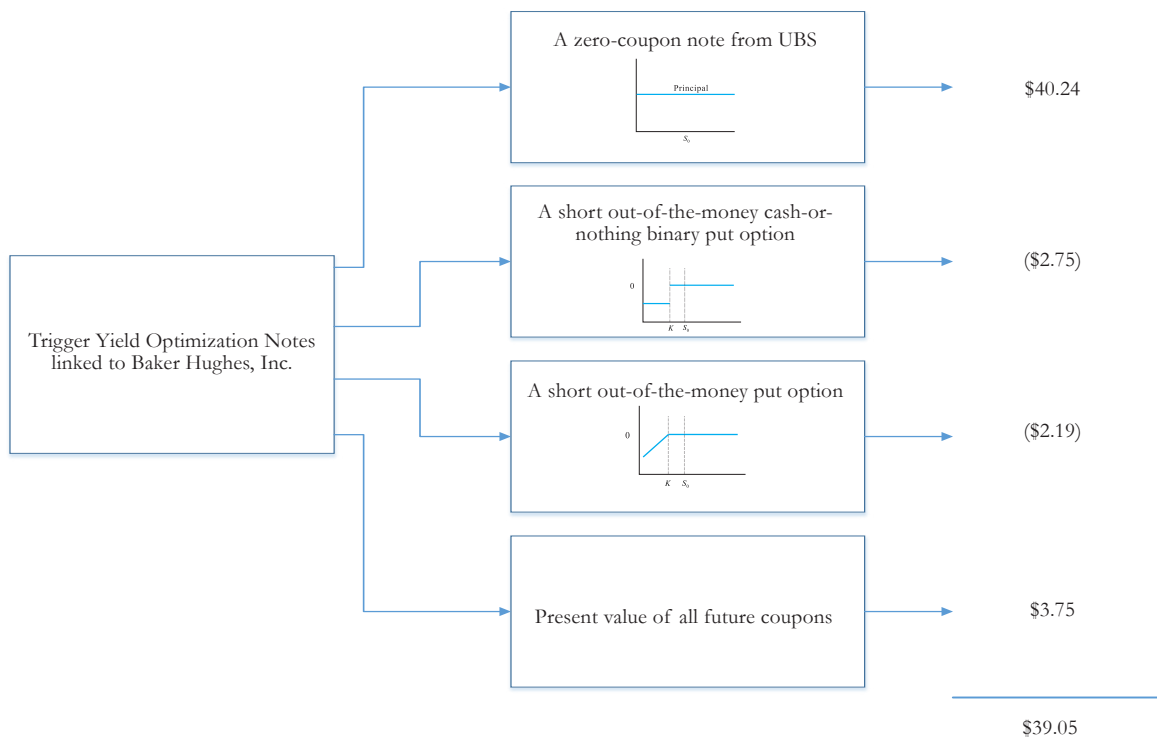 A zero-coupon note from UBS
Principal
S0
$40.24
A short out-of-the-money cash-or-
nothing binary put option
0
K S0
($2.75)
Trigger Yield Optimization Notes
linked to Baker Hughes, Inc.
A short out-of-the-money put option
0
K S0
($2.19)
Present value of all future coupons
$3.75
$39.05